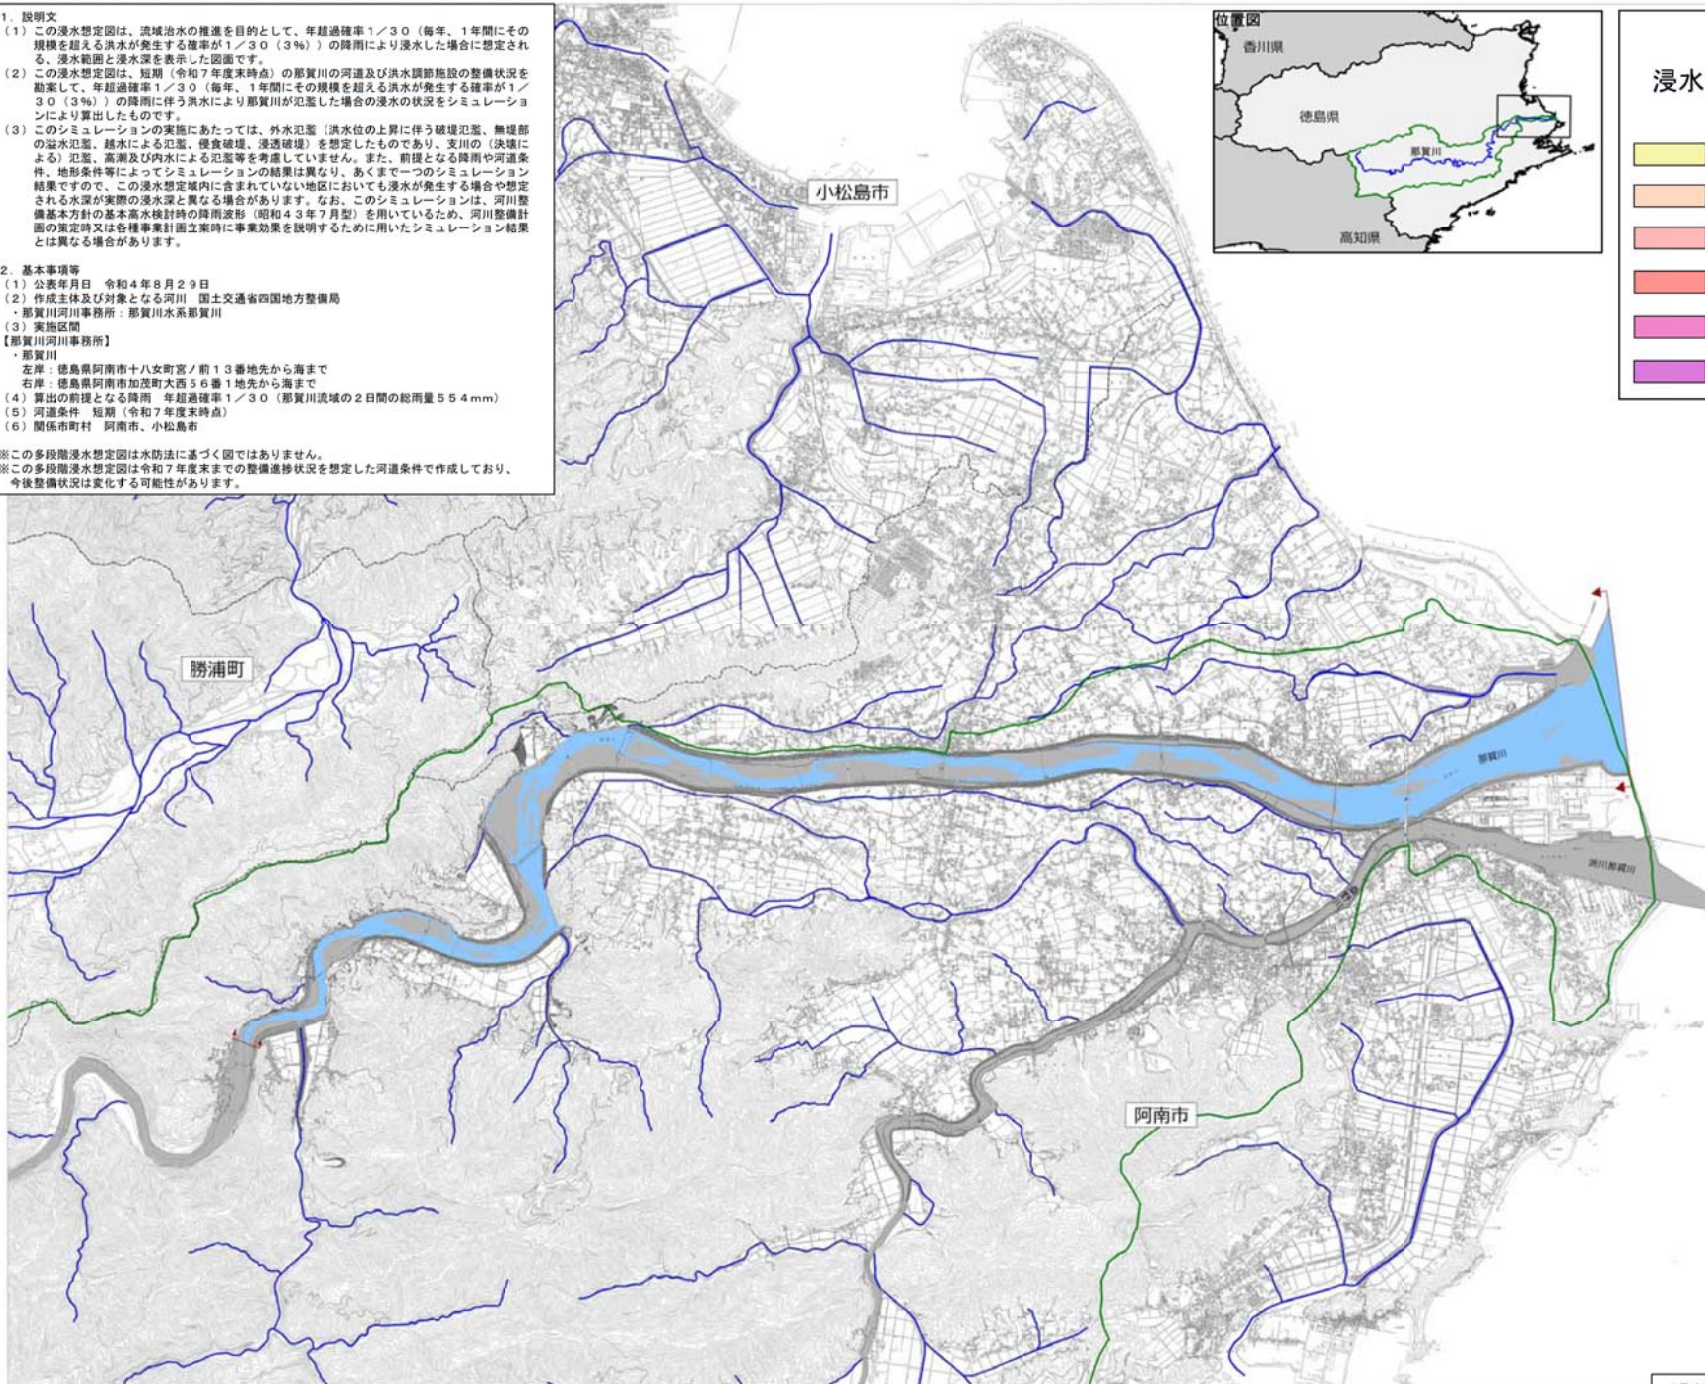 1．説明文
（1）この浸水想定図は、流域治水の推進を目的として、年超過確率1／30（毎年、1年間にその
規模を超える洪水が発生する確率が1／30（3%））の降雨により浸水した場合に想定され
る、浸水範囲と浸水深を表示した図面です。
（2）この浸水想定図は、短期（令和7年度末時点）の那賀川の河道及び洪水調節施設の整備状況を
勘案して、年超過確率1／30（毎年、1年間にその規模を超える洪水が発生する確率が1／
30（3%））の降雨に伴う洪水により那賀川が氾濫した場合の浸水の状況をシミュレーショ
ンにより算出したものです。
（3）このシミュレーションの実施にあたっては、外水氾濫（洪水位の上昇に伴う破堤氾濫、無堤部
の溢水氾濫、越水による氾濫、侵食破堤、浸透破堤）を想定したものであり、支川の（決壊に
よる）氾濫、高潮及び内水による氾濫等を考慮していません。また、前提となる降雨や河道条
件、地形条件等によってシミュレーションの結果は異なり、あくまで一つのシミュレーション
結果ですので、この浸水想定域内に含まれていない地区においても浸水が発生する場合や想定
される水深が実際の浸水深と異なる場合があります。なお、このシミュレーションは、河川整
備基本方針の基本高水検討時の降雨波形（昭和43年7月型）を用いているため、河川整備計
画の策定時又は各種事業計画立案時に事業効果を説明するために用いたシミュレーション結果
とは異なる場合があります。
2．基本事項等
（1）公表年月日　令和4年8月29日
（2）作成主体及び対象となる河川　国土交通省四国地方整備局
・那賀川河川事務所：那賀川水系那賀川
（3）実施区間
【那賀川河川事務所】
・那賀川
左岸：徳島県阿南市十八女町宮ノ前13番地先から海まで
右岸：徳島県阿南市加茂町大西56番1地先から海まで
（4）算出の前提となる降雨　年超過確率1／30（那賀川流域の2日間の総雨量554mm）
（5）河道条件　短期（令和7年度末時点）
（6）関係市町村　阿南市、小松島市
※この多段階浸水想定図は水防法に基づく図ではありません。
※この多段階浸水想定図は令和7年度末までの整備進捗状況を想定した河道条件で作成しており、
今後整備状況は変化する可能性があります。
位置図
香川県
徳島県
那賀川
高知県
浸水
小松島市
勝浦町
那賀川
派川那賀川
阿南市